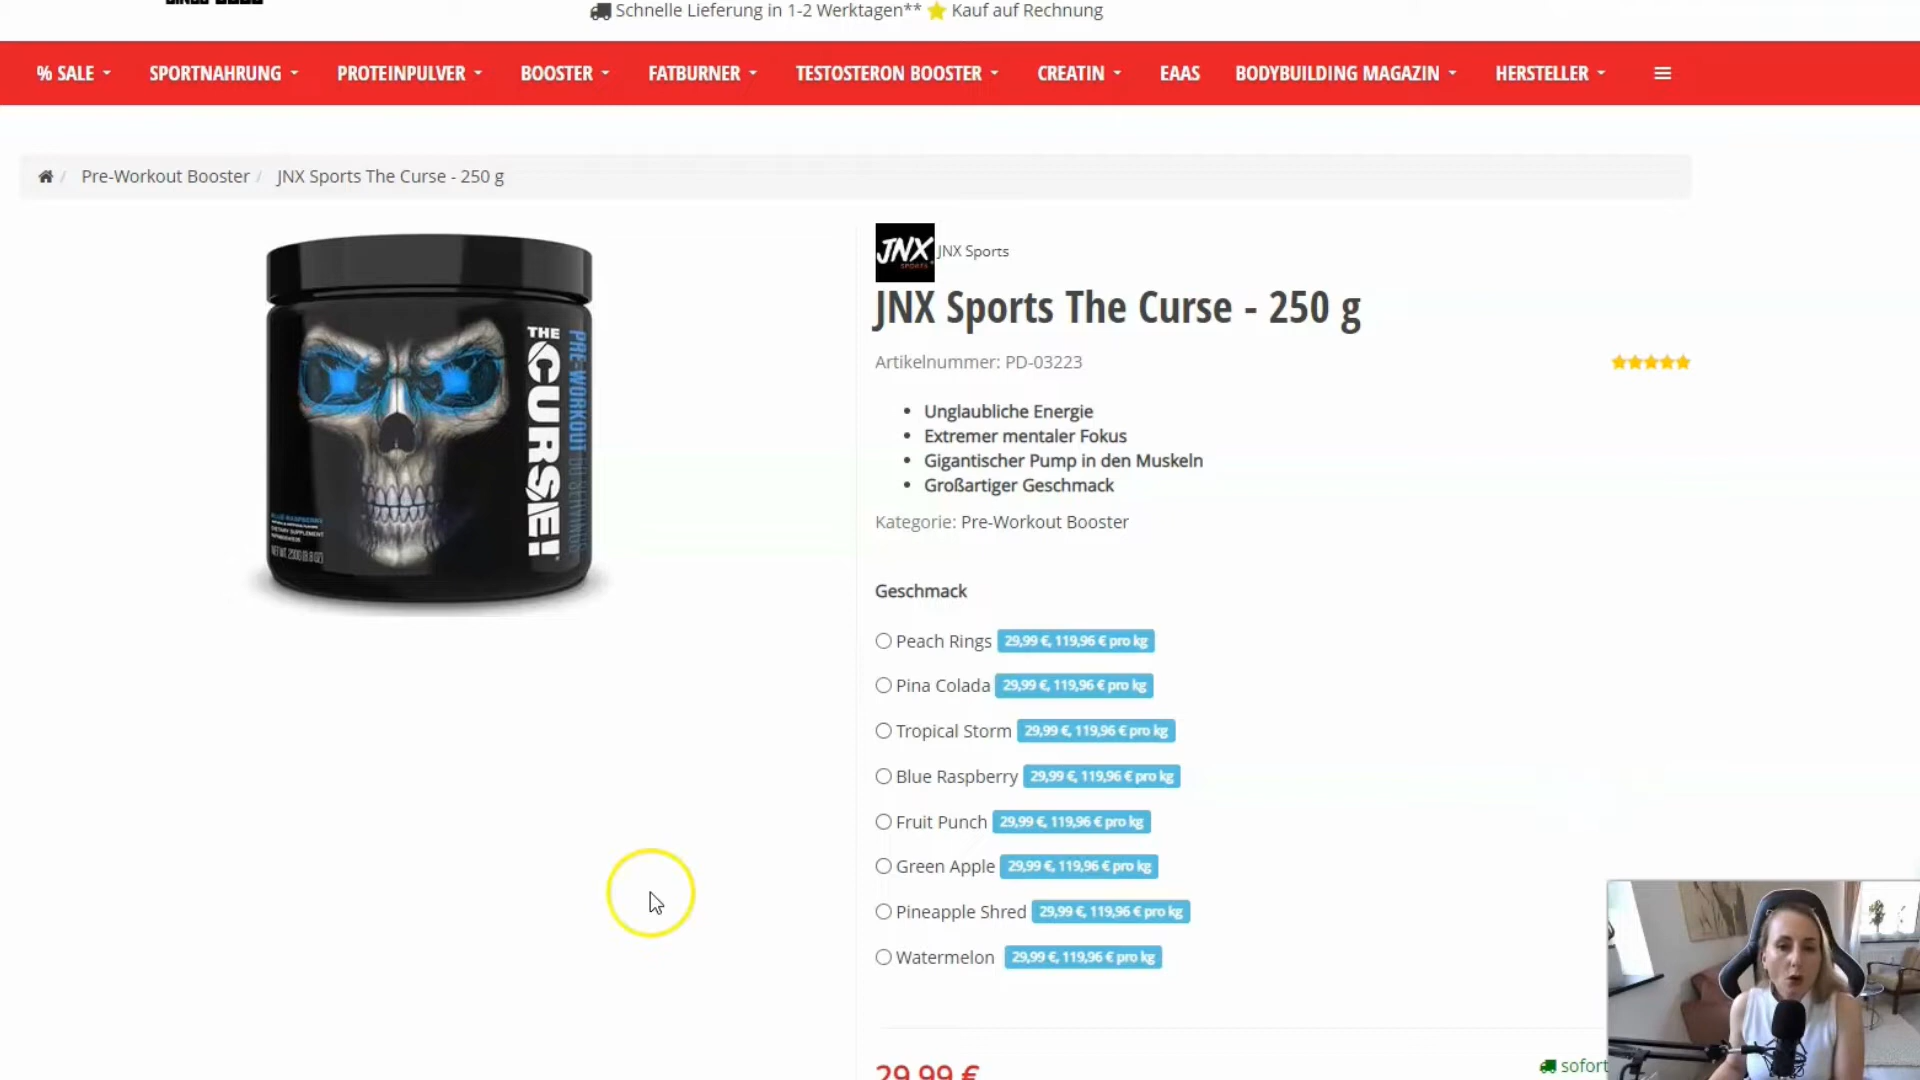 Schnelle Lieferung in 1-2 Werktagen** Kauf auf Rechnung
% SALE SPORTNAHRUNG PROTEINPULVER BOOSTER FATBURNER TESTOSTERON BOOSTER CREATIN EAAS BODYBUILDING MAGAZIN HERSTELLER
/ Pre-Workout Booster / JNX Sports The Curse - 250 g
THE CURSE!
PRE-WORKOUT
BLUE RASPBERRY
DIETARY SUPPLEMENT
JNX SPORTS
JNX Sports
JNX Sports The Curse - 250 g
Artikelnummer: PD-03223
• Unglaubliche Energie
• Extremer mentaler Fokus
• Gigantischer Pump in den Muskeln
• Großartiger Geschmack
Kategorie: Pre-Workout Booster
Geschmack
Peach Rings 29,99 €, 119,96 € pro kg
Pina Colada 29,99 €, 119,96 € pro kg
Tropical Storm 29,99 €, 119,96 € pro kg
Blue Raspberry 29,99 €, 119,96 € pro kg
Fruit Punch 29,99 €, 119,96 € pro kg
Green Apple 29,99 €, 119,96 € pro kg
Pineapple Shred 29,99 €, 119,96 € pro kg
Watermelon 29,99 €, 119,96 € pro kg
29,99 €
sofort